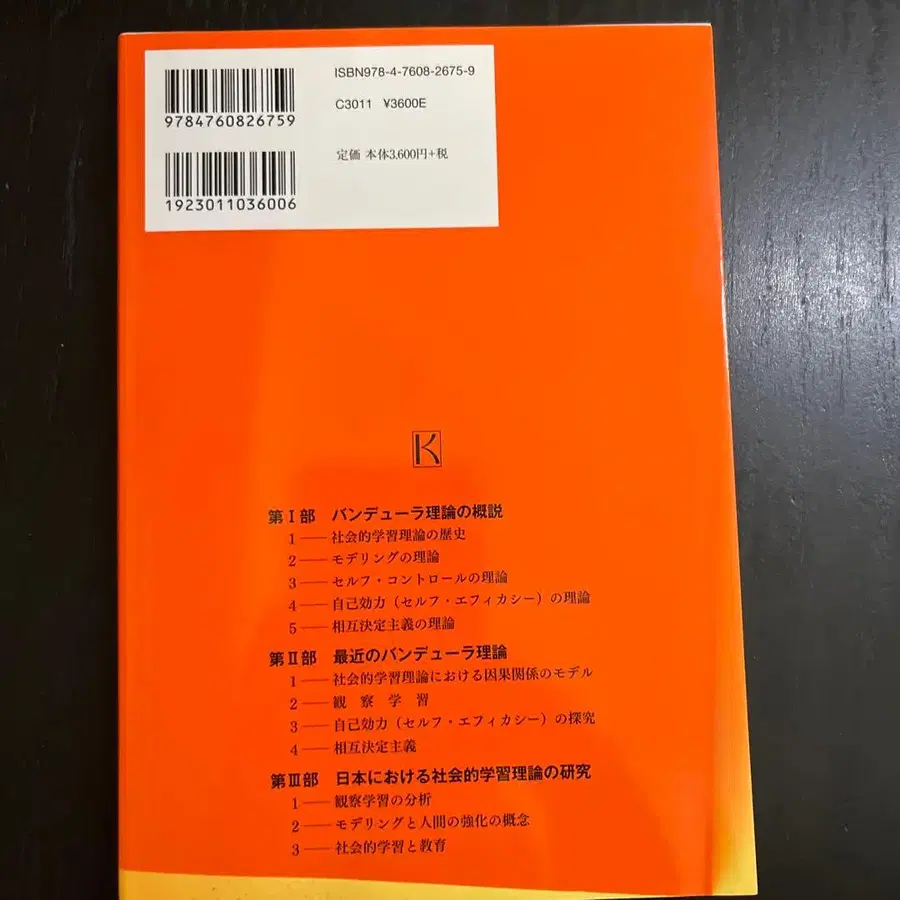 ISBN978-4-7608-2675-9
9784760826759
C3011 ¥3600E
定価 本体3,600円+税
1923011036006
K
第Ⅰ部 バンデューラ理論の概説
1──社会的学習理論の歴史
2──モデリングの理論
3──セルフ・コントロールの理論
4──自己効力（セルフ・エフィカシー）の理論
5──相互決定主義の理論
第Ⅱ部 最近のバンデューラ理論
1──社会的学習理論における因果関係のモデル
2──観 察 学 習
3──自己効力（セルフ・エフィカシー）の探究
4──相互決定主義
第Ⅲ部 日本における社会的学習理論の研究
1──観察学習の分析
2──モデリングと人間の強化の概念
3──社会的学習と教育